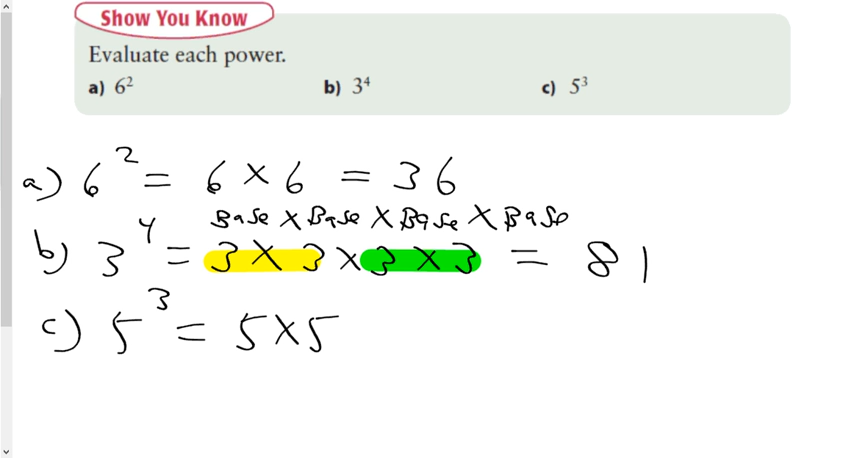 Show You Know
Evaluate each power.
a) 6² b) 3⁴ c) 5³
a) 6² = 6 × 6 = 36
Base × Base × Base × Base
b) 3⁴ = 3 × 3 × 3 × 3 = 81
c) 5³ = 5 × 5